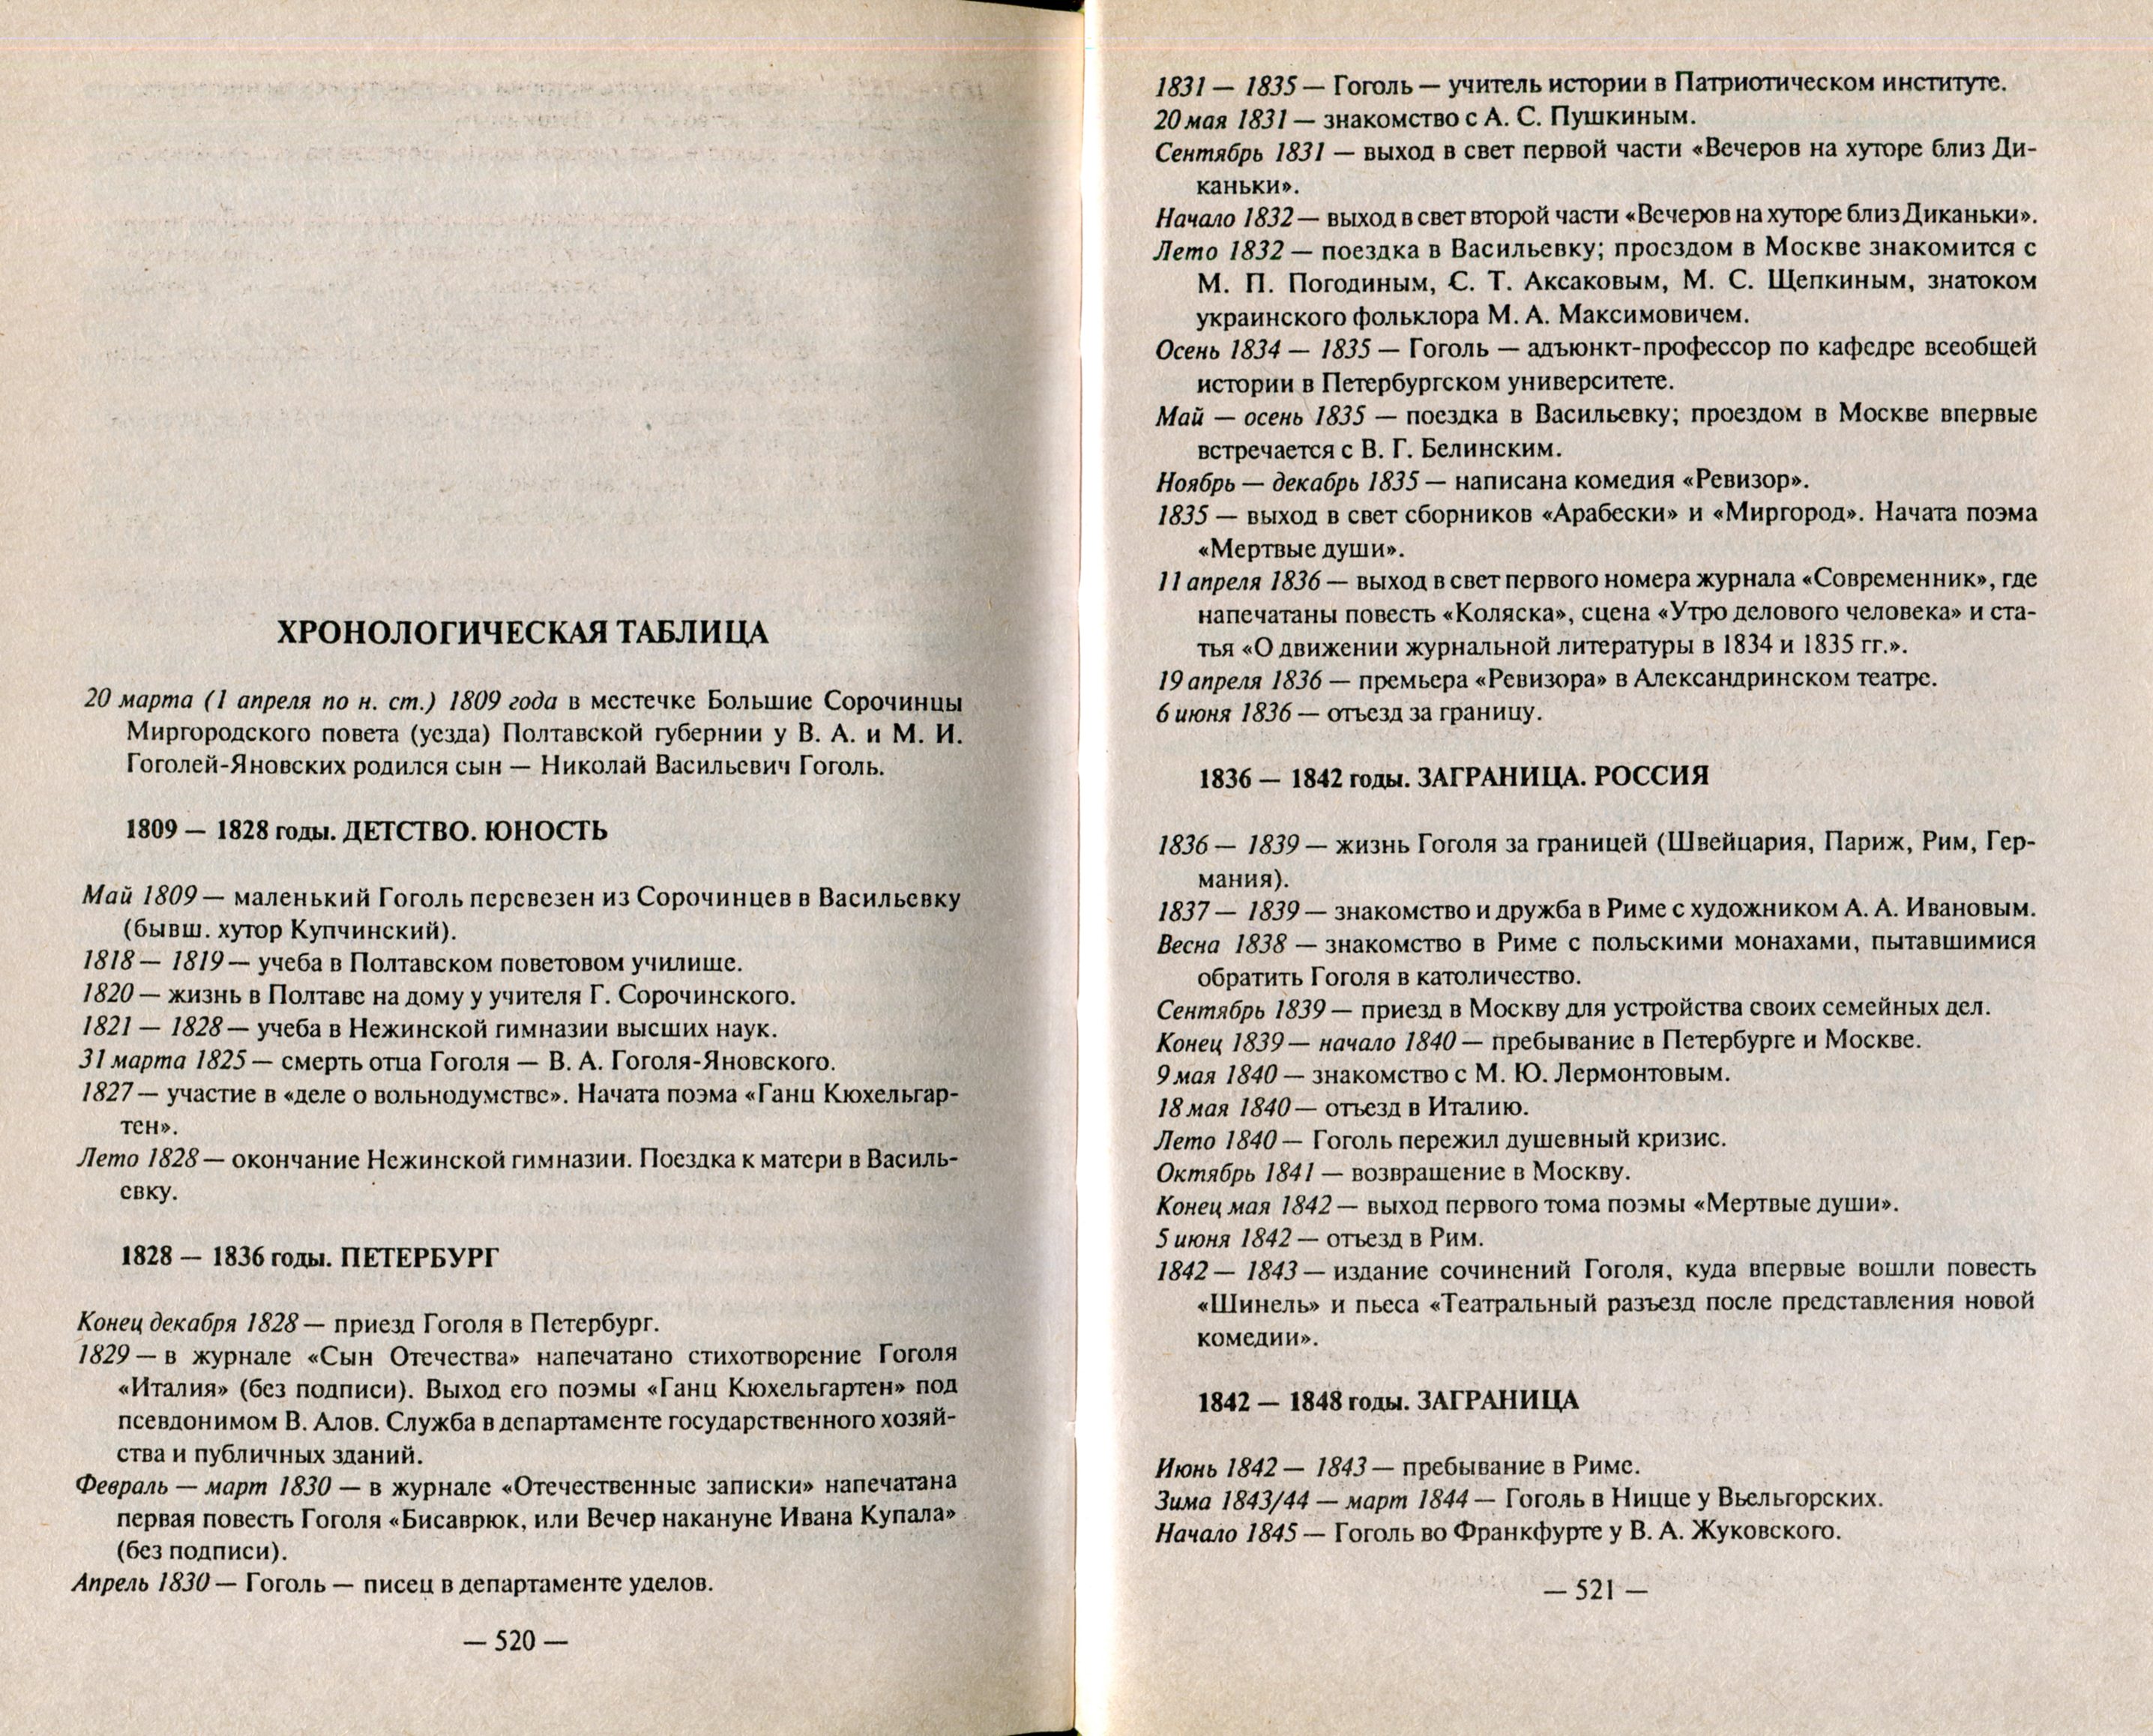 ХРОНОЛОГИЧЕСКАЯ ТАБЛИЦА
20 марта (1 апреля по н. ст.) 1809 года в местечке Большие Сорочинцы
Миргородского повета (уезда) Полтавской губернии у В. А. и М. И.
Гоголей-Яновских родился сын — Николай Васильевич Гоголь.
1809 — 1828 годы. ДЕТСТВО. ЮНОСТЬ
Май 1809 — маленький Гоголь перевезен из Сорочинцев в Васильевку
(бывш. хутор Купчинский).
1818 — 1819 — учеба в Полтавском поветовом училище.
1820 — жизнь в Полтаве на дому у учителя Г. Сорочинского.
1821 — 1828 — учеба в Нежинской гимназии высших наук.
31 марта 1825 — смерть отца Гоголя — В. А. Гоголя-Яновского.
1827 — участие в «деле о вольнодумстве». Начата поэма «Ганц Кюхельгар-
тен».
Лето 1828 — окончание Нежинской гимназии. Поездка к матери в Василь-
евку.
1828 — 1836 годы. ПЕТЕРБУРГ
Конец декабря 1828 — приезд Гоголя в Петербург.
1829 — в журнале «Сын Отечества» напечатано стихотворение Гоголя
«Италия» (без подписи). Выход его поэмы «Ганц Кюхельгартен» под
псевдонимом В. Алов. Служба в департаменте государственного хозяй-
ства и публичных зданий.
Февраль — март 1830 — в журнале «Отечественные записки» напечатана
первая повесть Гоголя «Бисаврюк, или Вечер накануне Ивана Купала»
(без подписи).
Апрель 1830 — Гоголь — писец в департаменте уделов.
— 520 —
1831 — 1835 — Гоголь — учитель истории в Патриотическом институте.
20 мая 1831 — знакомство с А. С. Пушкиным.
Сентябрь 1831 — выход в свет первой части «Вечеров на хуторе близ Ди-
каньки».
Начало 1832 — выход в свет второй части «Вечеров на хуторе близ Диканьки».
Лето 1832 — поездка в Васильевку; проездом в Москве знакомится с
М. П. Погодиным, С. Т. Аксаковым, М. С. Щепкиным, знатоком
украинского фольклора М. А. Максимовичем.
Осень 1834 — 1835 — Гоголь — адъюнкт-профессор по кафедре всеобщей
истории в Петербургском университете.
Май — осень 1835 — поездка в Васильевку; проездом в Москве впервые
встречается с В. Г. Белинским.
Ноябрь — декабрь 1835 — написана комедия «Ревизор».
1835 — выход в свет сборников «Арабески» и «Миргород». Начата поэма
«Мертвые души».
11 апреля 1836 — выход в свет первого номера журнала «Современник», где
напечатаны повесть «Коляска», сцена «Утро делового человека» и ста-
тья «О движении журнальной литературы в 1834 и 1835 гг.».
19 апреля 1836 — премьера «Ревизора» в Александринском театре.
6 июня 1836 — отъезд за границу.
1836 — 1842 годы. ЗАГРАНИЦА. РОССИЯ
1836 — 1839 — жизнь Гоголя за границей (Швейцария, Париж, Рим, Гер-
мания).
1837 — 1839 — знакомство и дружба в Риме с художником А. А. Ивановым.
Весна 1838 — знакомство в Риме с польскими монахами, пытавшимися
обратить Гоголя в католичество.
Сентябрь 1839 — приезд в Москву для устройства своих семейных дел.
Конец 1839 — начало 1840 — пребывание в Петербурге и Москве.
9 мая 1840 — знакомство с М. Ю. Лермонтовым.
18 мая 1840 — отъезд в Италию.
Лето 1840 — Гоголь пережил душевный кризис.
Октябрь 1841 — возвращение в Москву.
Конец мая 1842 — выход первого тома поэмы «Мертвые души».
5 июня 1842 — отъезд в Рим.
1842 — 1843 — издание сочинений Гоголя, куда впервые вошли повесть
«Шинель» и пьеса «Театральный разъезд после представления новой
комедии».
1842 — 1848 годы. ЗАГРАНИЦА
Июнь 1842 — 1843 — пребывание в Риме.
Зима 1843/44 — март 1844 — Гоголь в Ницце у Вьельгорских.
Начало 1845 — Гоголь во Франкфурте у В. А. Жуковского.
— 521 —